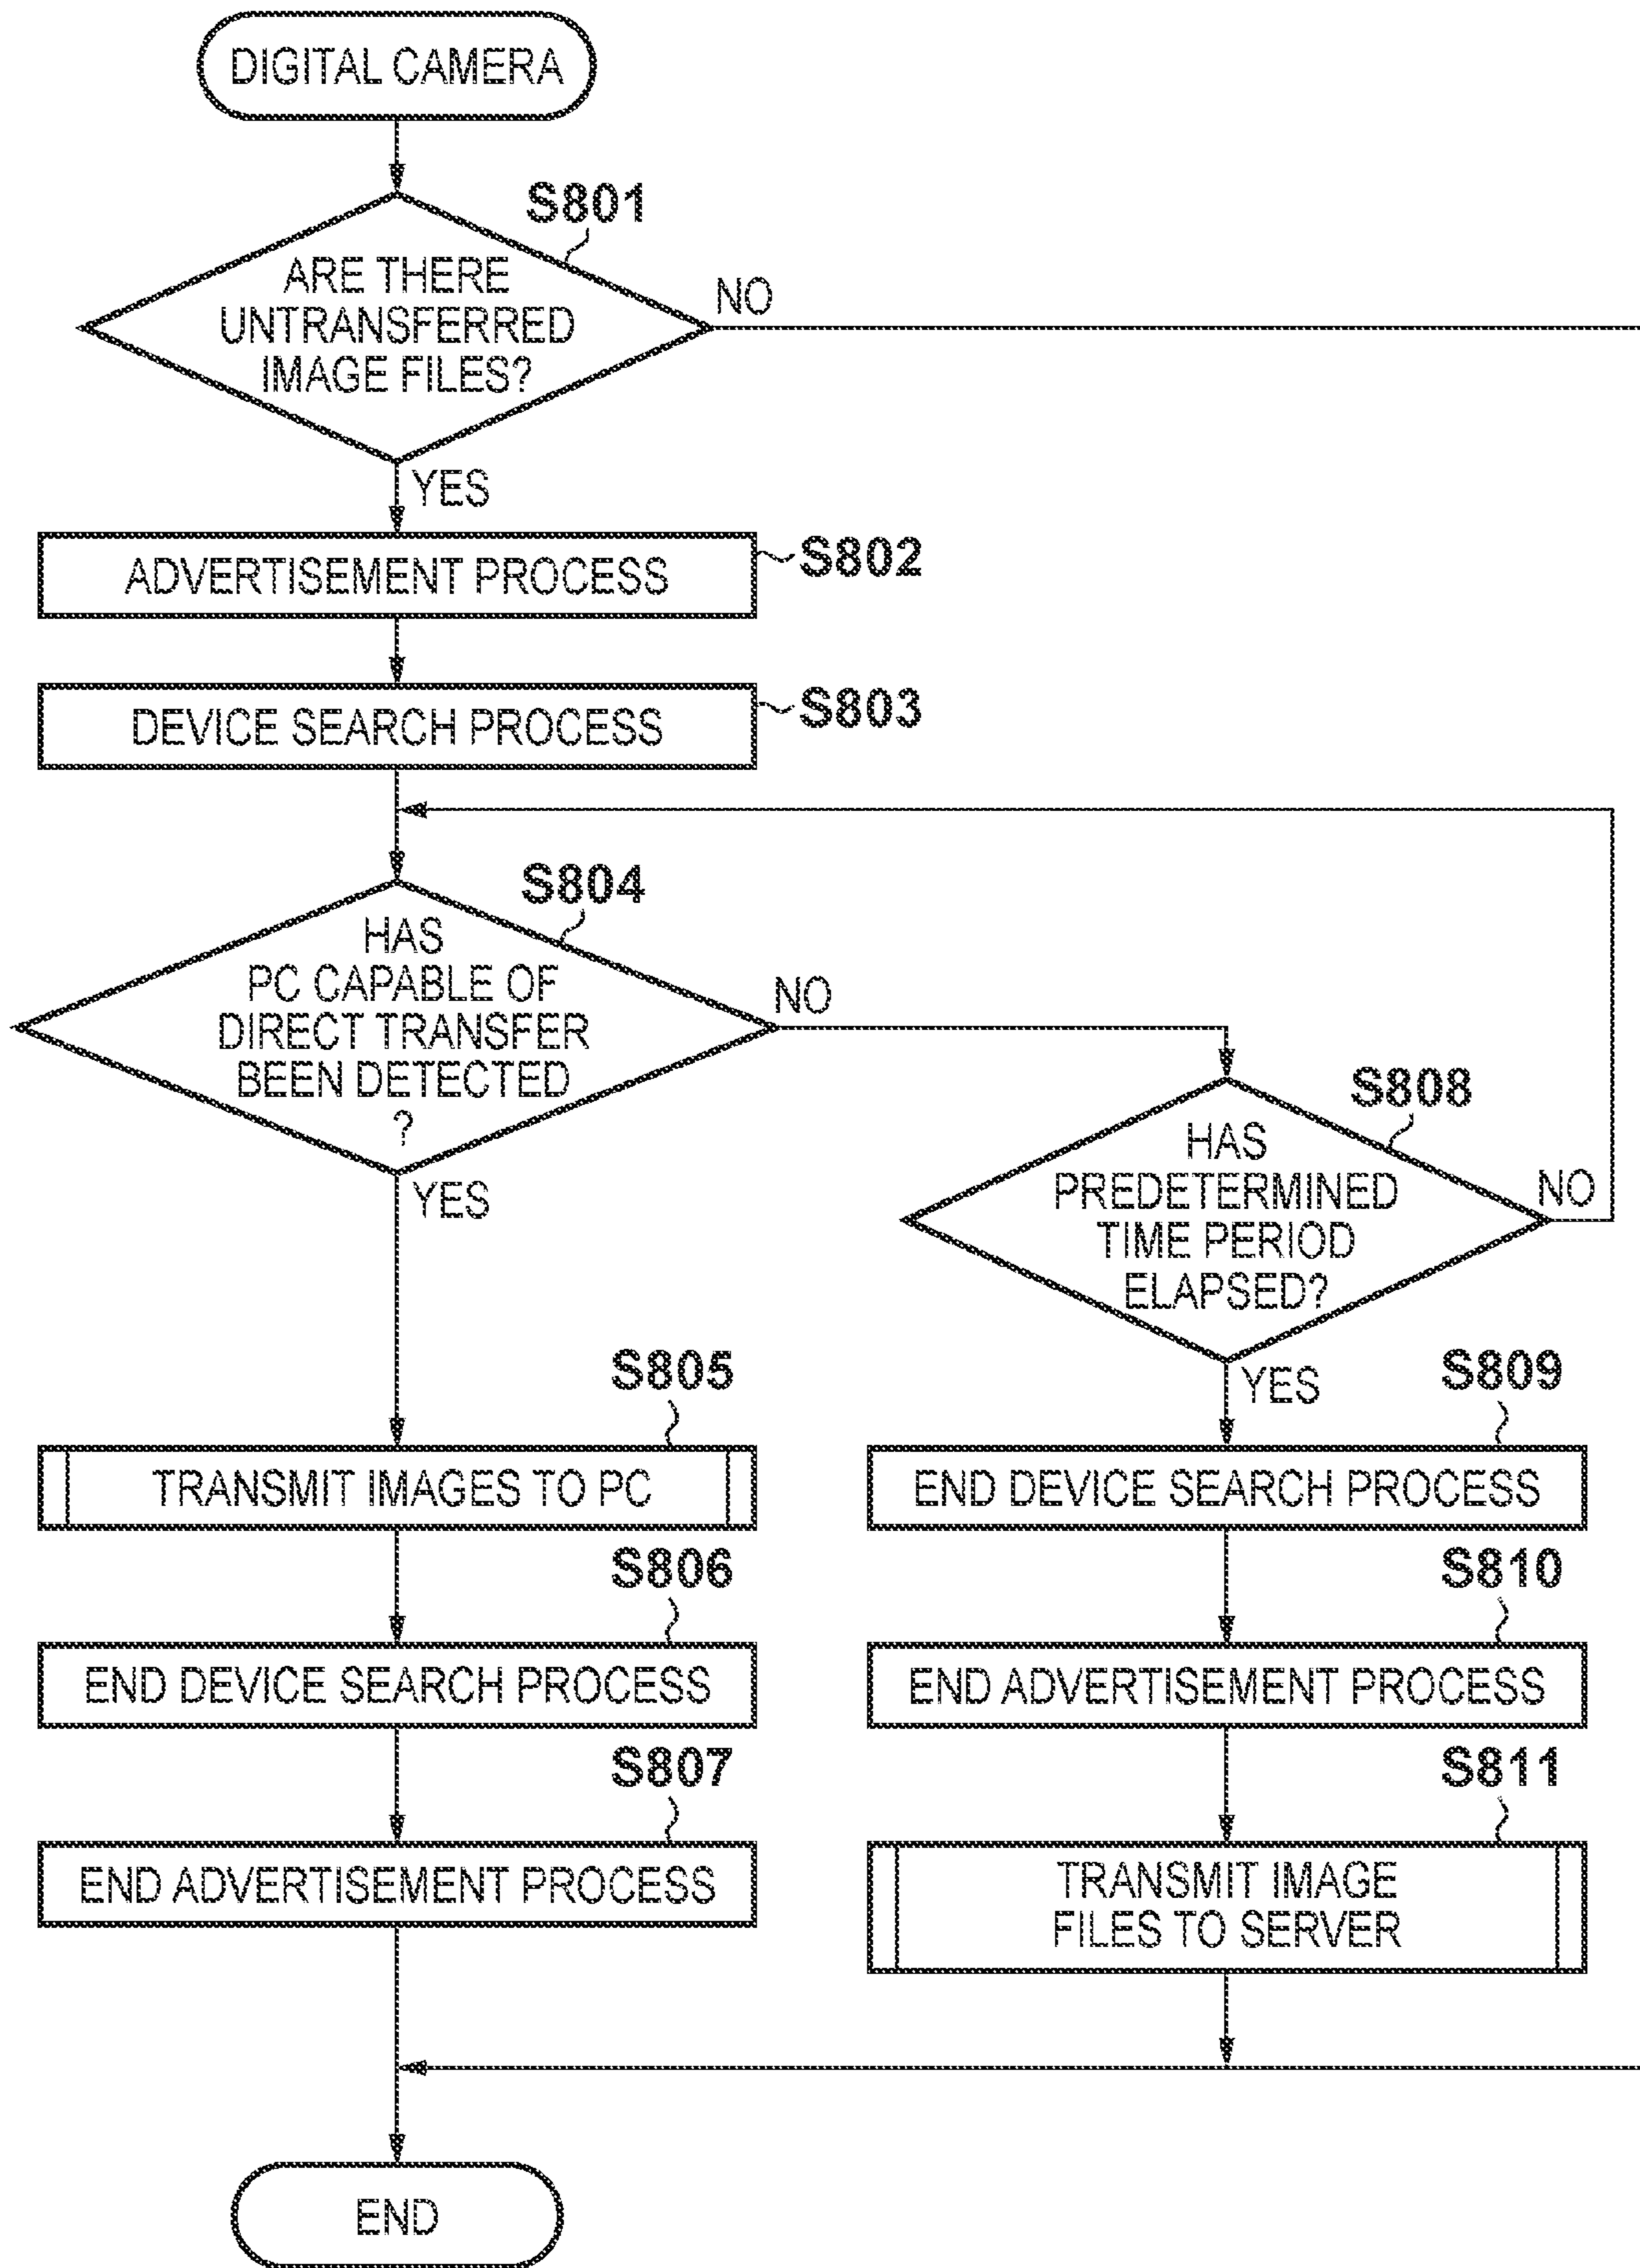 DIGITAL CAMERA
S801
ARE THERE
UNTRANSFERRED
IMAGE FILES?
NO
YES
ADVERTISEMENT PROCESS
S802
DEVICE SEARCH PROCESS
S803
S804
HAS
PC CAPABLE OF
DIRECT TRANSFER
BEEN DETECTED
?
NO
YES
S808
HAS
PREDETERMINED
TIME PERIOD
ELAPSED?
NO
YES
S805
TRANSMIT IMAGES TO PC
S806
END DEVICE SEARCH PROCESS
S807
END ADVERTISEMENT PROCESS
S809
END DEVICE SEARCH PROCESS
S810
END ADVERTISEMENT PROCESS
S811
TRANSMIT IMAGE
FILES TO SERVER
END